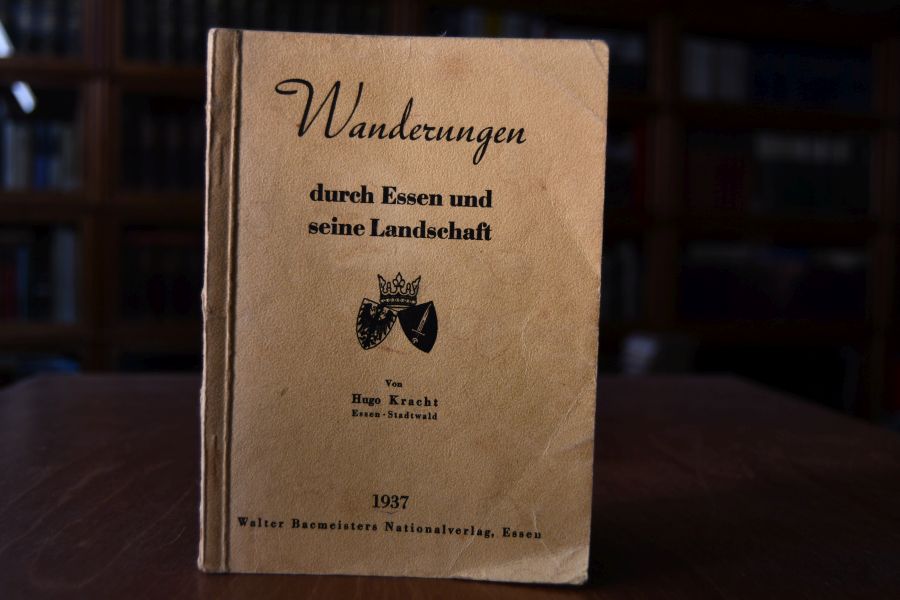 Wanderungen
durch Essen und
seine Landschaft
Von
Hugo Kracht
Essen-Stadtwald
1937
Walter Bacmeisters Nationalverlag, Essen